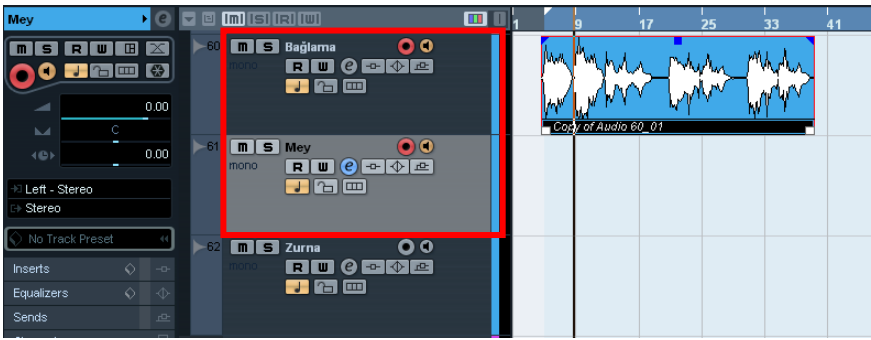 Mey
e
m S R W
0.00
C
0.00
Left - Stereo
Stereo
No Track Preset
Inserts
Equalizers
Sends
[m] [S] [R] [W]
1 9 17 25 33 41
60 m S Bağlama
mono R W e
61 m S Mey
mono R W e
62 m S Zurna
mono R W e
Copy of Audio 60_01